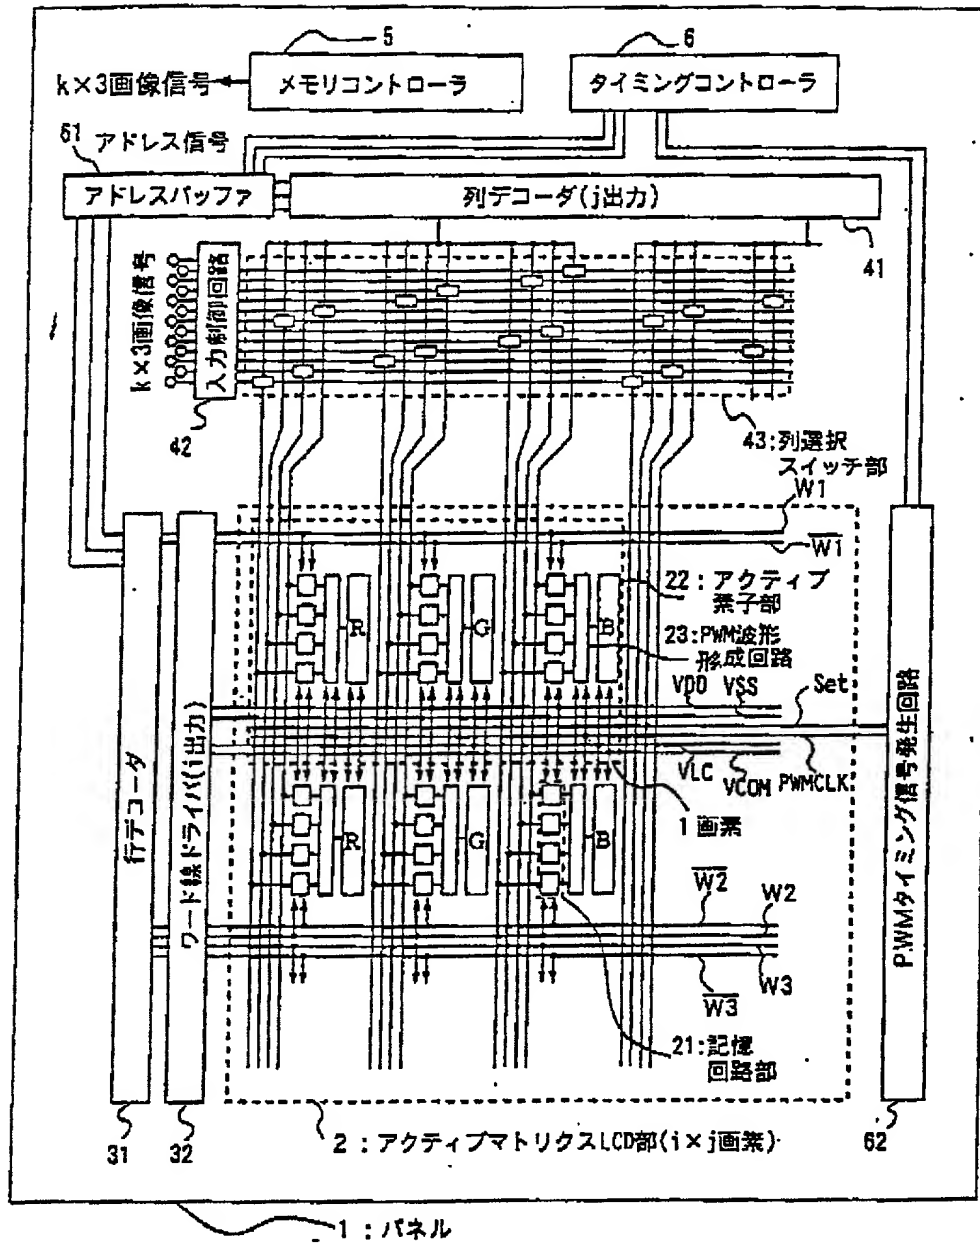 5
6
k×3画像信号
メモリコントローラ
タイミングコントローラ
61
アドレス信号
アドレスバッファ
列デコーダ(j出力)
41
k×3画像信号
入力制御回路
42
43:列選択
スイッチ部
W1
W1
22:アクティブ
素子部
23:PWM波形
形成回路
R
G
B
VDD
VSS
Set
VLC
VCOM
PWMCLK
1画素
R
G
B
W2
W2
W3
W3
21:記憶
回路部
行デコーダ
ワード線ドライバ(i出力)
PWMタイミング信号発生回路
31
32
2:アクティブマトリクスLCD部(i×j画素)
62
1:パネル